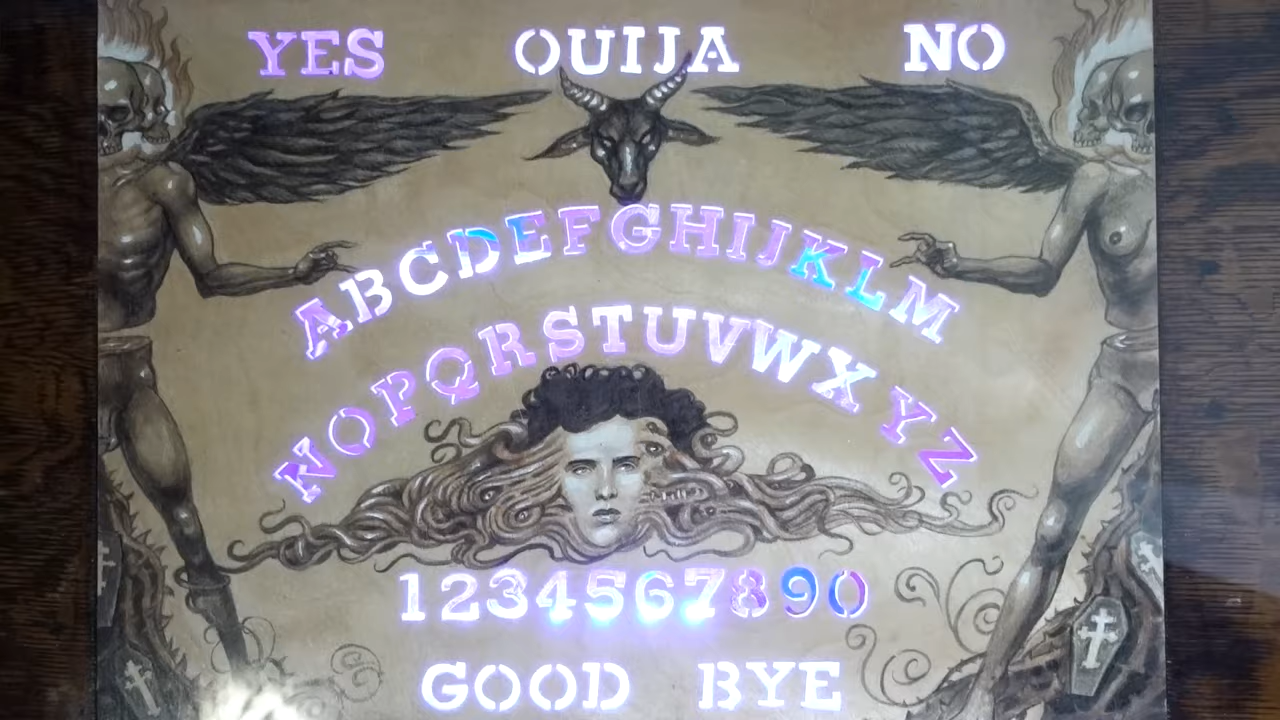 YES OUIJA NO
ABCDEFGHIJKLM
NOPQRSTUVWXYZ
1234567890
GOOD BYE